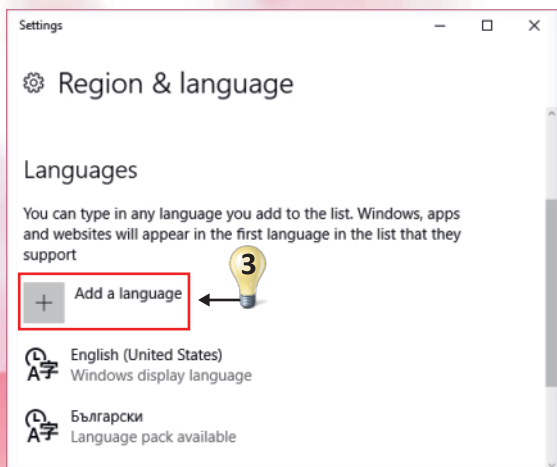 Settings
Region & language
Languages
You can type in any language you add to the list. Windows, apps
and websites will appear in the first language in the list that they
support
3
Add a language
English (United States)
Windows display language
Български
Language pack available